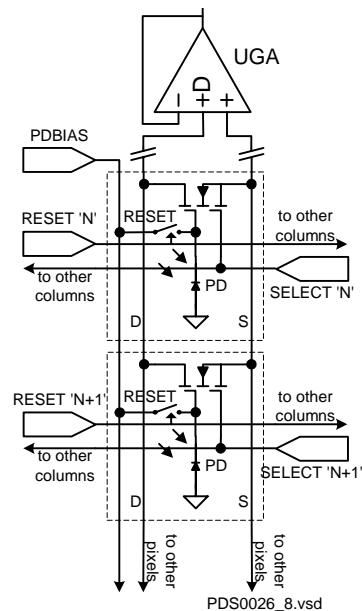 UGA
− D + +
PDBIAS
RESET 'N'
RESET
to other
columns
to other
columns
SELECT 'N'
PD
D
S
RESET 'N+1'
RESET
to other
columns
to other
columns
SELECT 'N+1'
PD
D
S
to other
pixels
to other
pixels
PDS0026_8.vsd